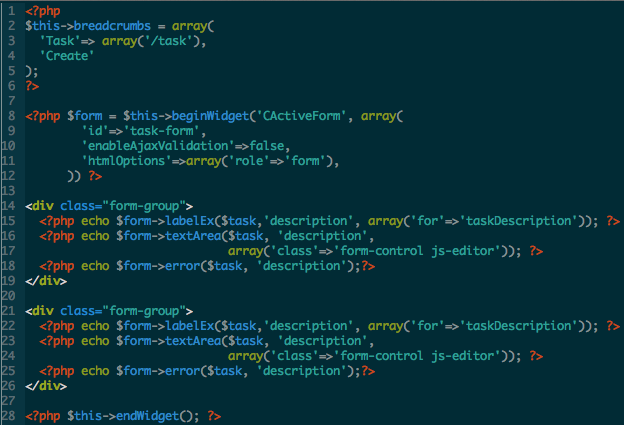 1 <?php
2 $this->breadcrumbs = array(
3   'Task'=> array('/task'),
4   'Create'
5 );
6 ?>
7
8 <?php $form = $this->beginWidget('CActiveForm', array(
9         'id'=>'task-form',
10         'enableAjaxValidation'=>false,
11         'htmlOptions'=>array('role'=>'form'),
12       )) ?>
13
14 <div class="form-group">
15   <?php echo $form->labelEx($task,'description', array('for'=>'taskDescription')); ?>
16   <?php echo $form->textArea($task, 'description',
17                             array('class'=>'form-control js-editor')); ?>
18   <?php echo $form->error($task, 'description');?>
19 </div>
20
21 <div class="form-group">
22   <?php echo $form->labelEx($task,'description', array('for'=>'taskDescription')); ?>
23   <?php echo $form->textArea($task, 'description',
24                             array('class'=>'form-control js-editor')); ?>
25   <?php echo $form->error($task, 'description');?>
26 </div>
27
28 <?php $this->endWidget(); ?>